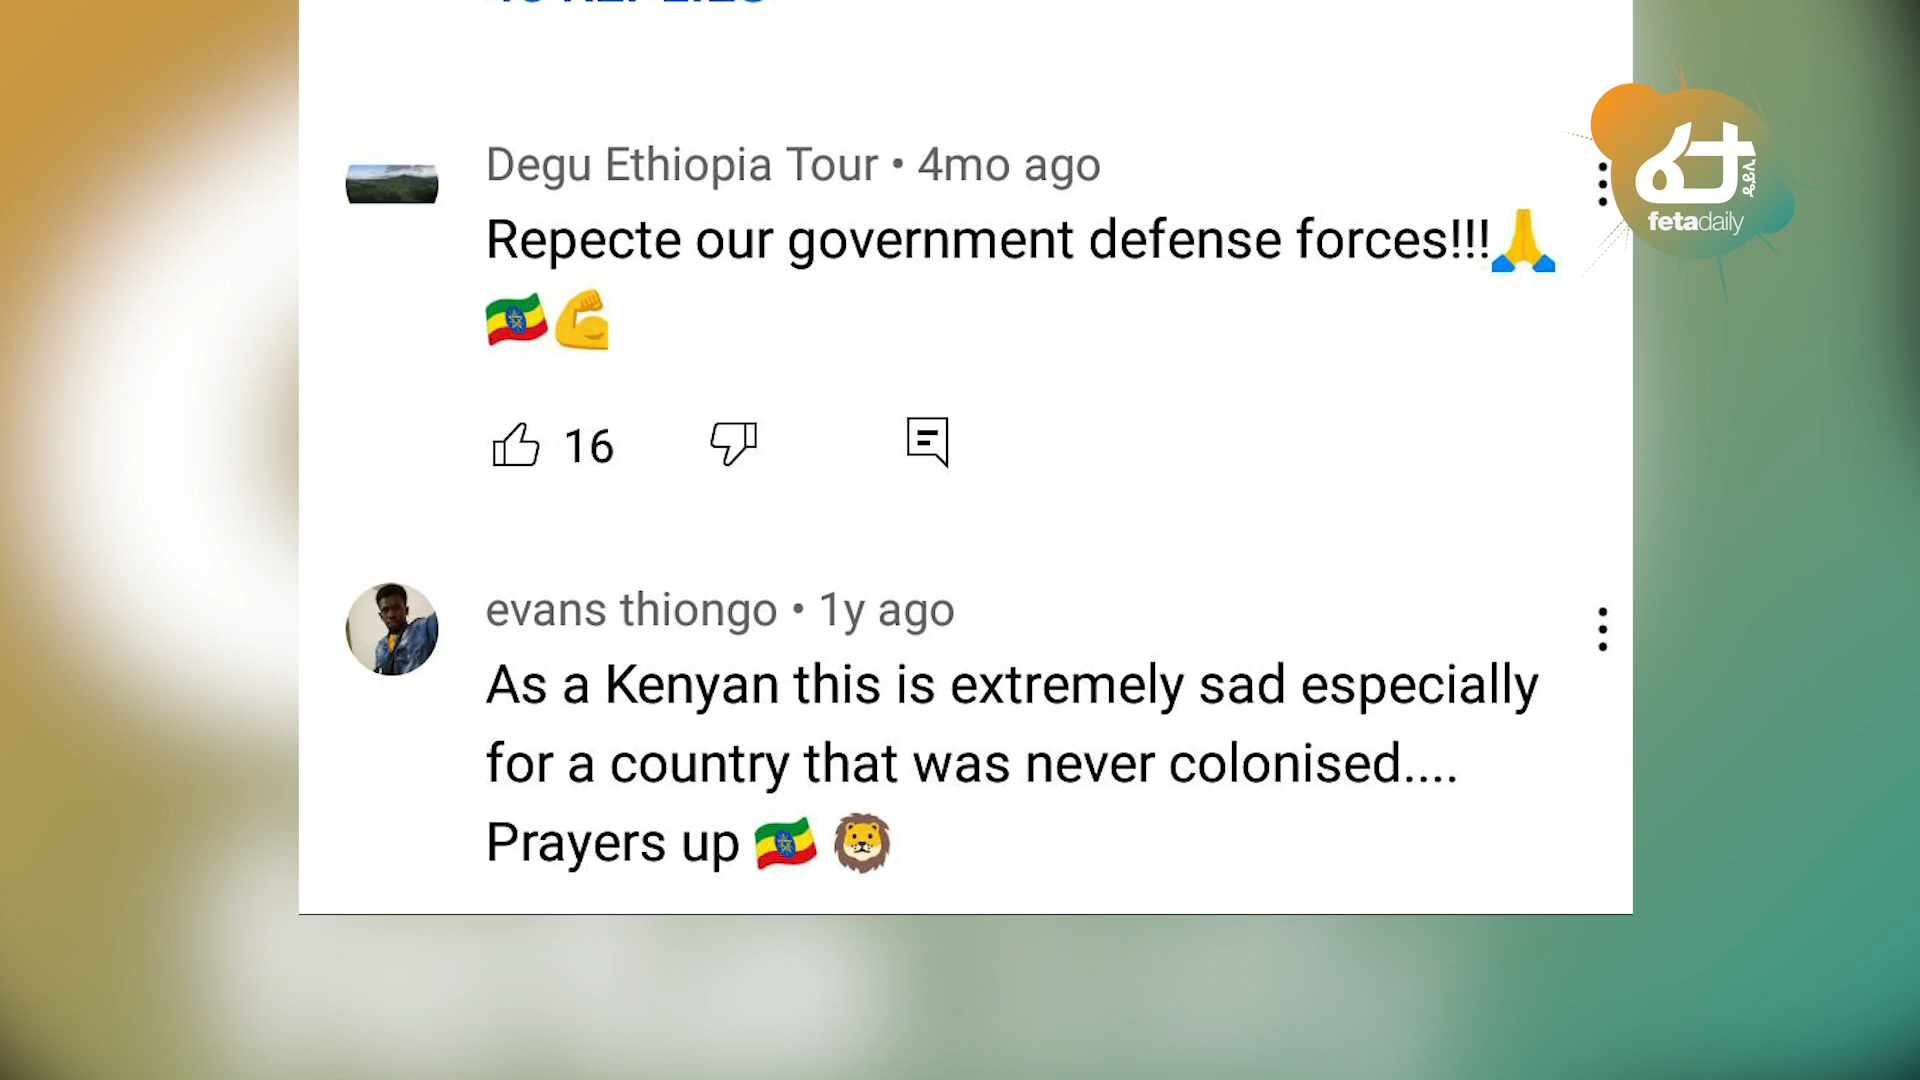 Degu Ethiopia Tour • 4mo ago
Repecte our government defense forces!!!🙏
🇪🇹💪
16
evans thiongo • 1y ago
As a Kenyan this is extremely sad especially
for a country that was never colonised....
Prayers up 🇪🇹 🦁
fetadaily